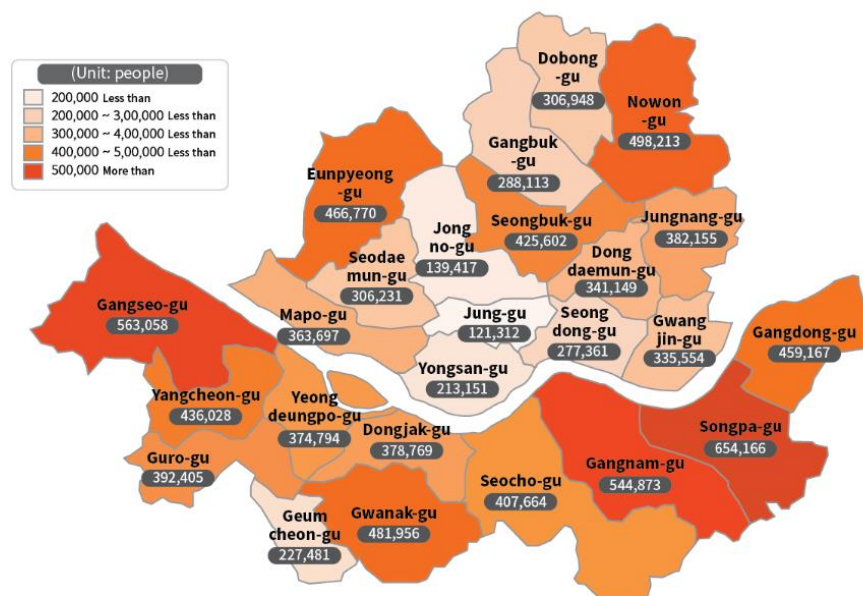 (Unit: people)
200,000 Less than
200,000 ~ 3,00,000 Less than
300,000 ~ 4,00,000 Less than
400,000 ~ 5,00,000 Less than
500,000 More than
Dobong
-gu
306,948
Nowon
-gu
498,213
Gangbuk
-gu
288,113
Eunpyeong
-gu
466,770
Seongbuk-gu
425,602
Jungnang-gu
382,155
Jong
no-gu
139,417
Dong
daemun-gu
341,149
Seodae
mun-gu
306,231
Gangseo-gu
563,058
Mapo-gu
363,697
Jung-gu
121,312
Seong
dong-gu
277,361
Gwang
jin-gu
335,554
Gangdong-gu
459,167
Yongsan-gu
213,151
Yangcheon-gu
436,028
Yeong
deungpo-gu
374,794
Dongjak-gu
378,769
Songpa-gu
654,166
Guro-gu
392,405
Gangnam-gu
544,873
Seocho-gu
407,664
Geum
cheon-gu
227,481
Gwanak-gu
481,956